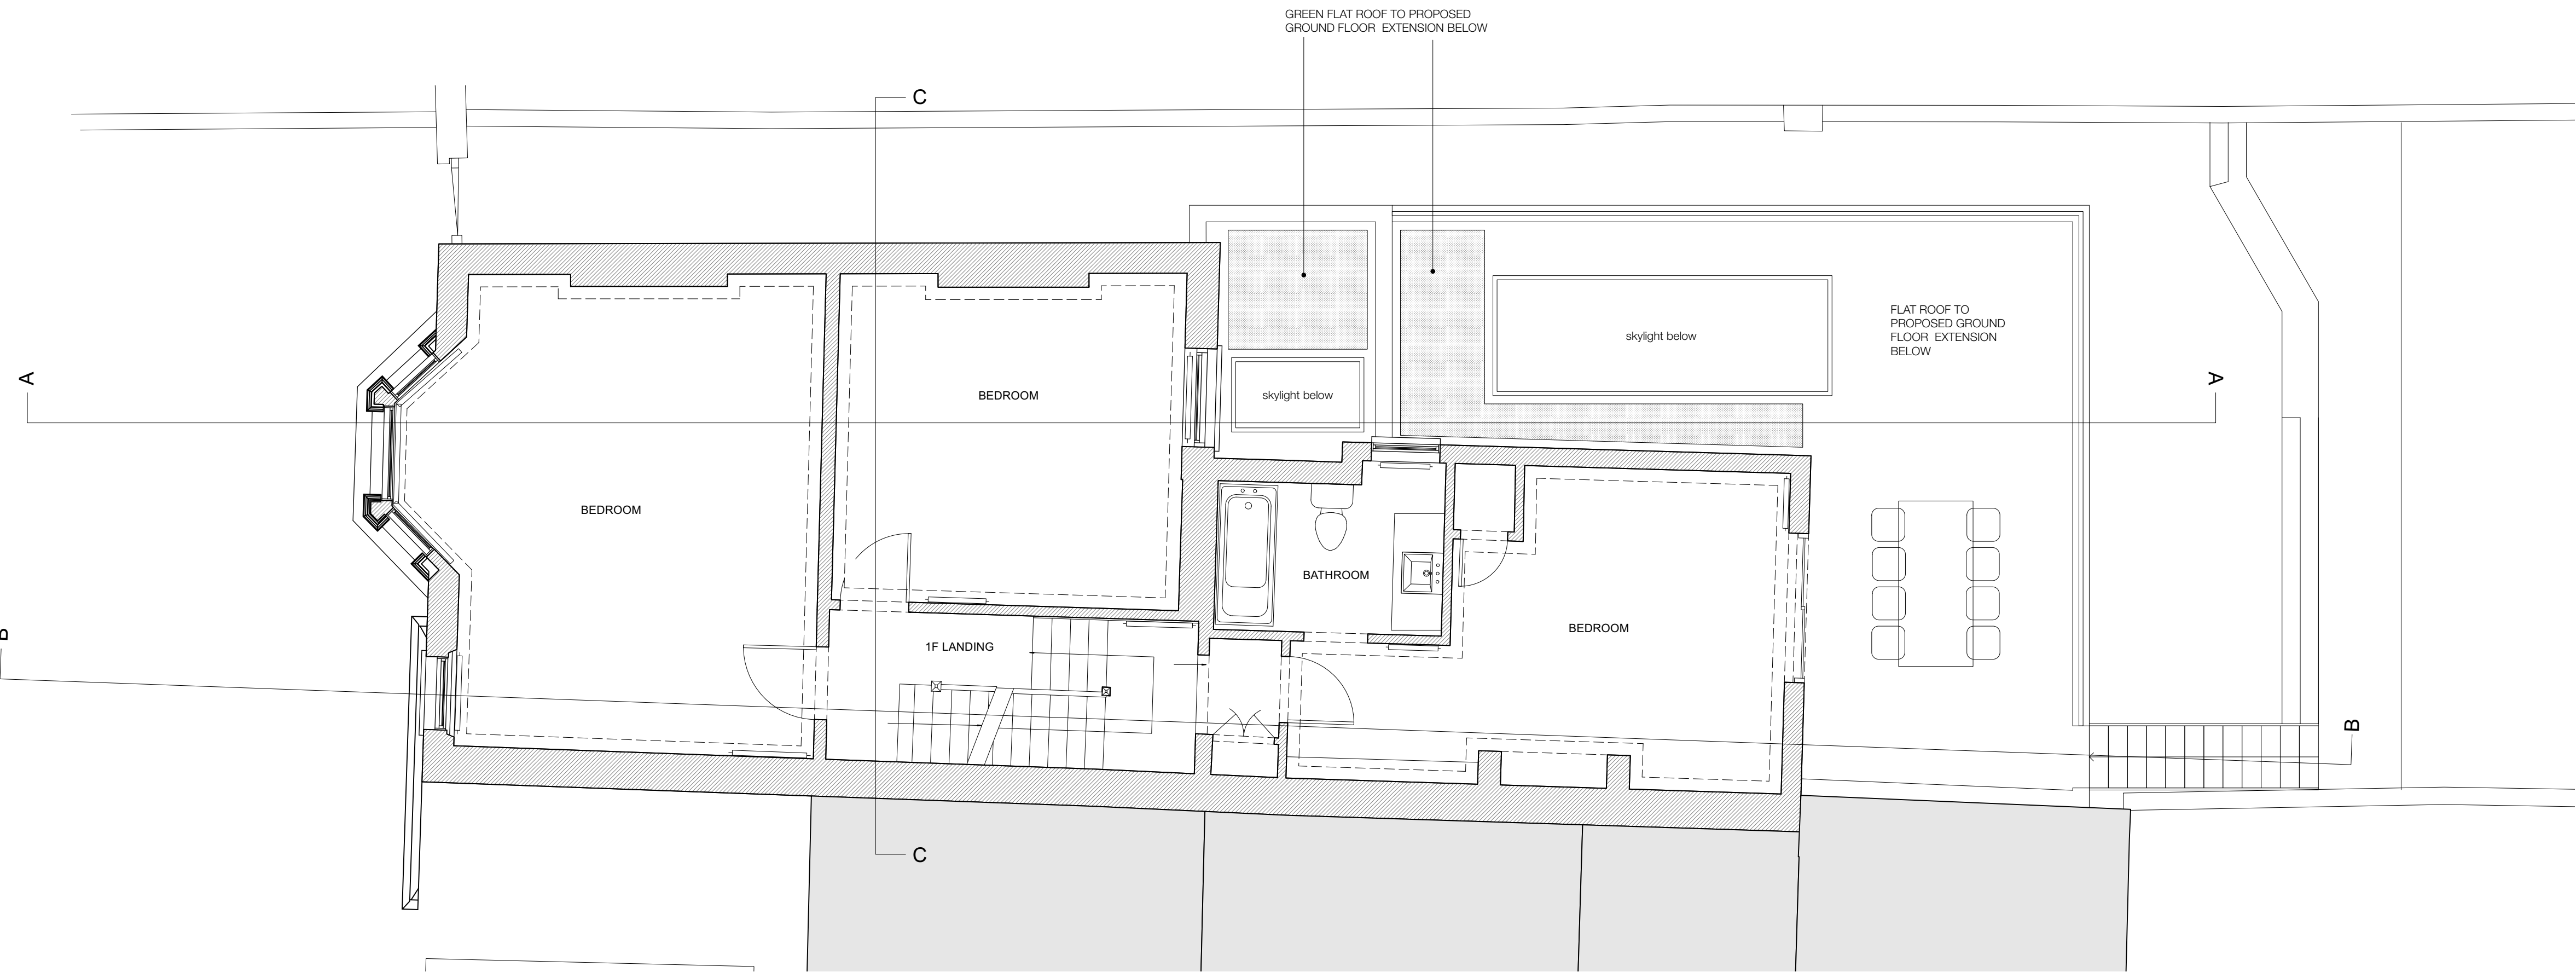 GREEN FLAT ROOF TO PROPOSED
GROUND FLOOR EXTENSION BELOW
C
A
A
FLAT ROOF TO
PROPOSED GROUND
FLOOR EXTENSION
BELOW
skylight below
skylight below
BEDROOM
BEDROOM
BATHROOM
BEDROOM
1F LANDING
B
B
C